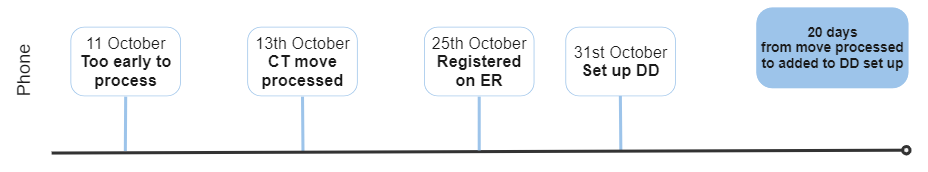 Phone
11 October
Too early to
process
13th October
CT move
processed
25th October
Registered
on ER
31st October
Set up DD
20 days
from move processed
to added to DD set up